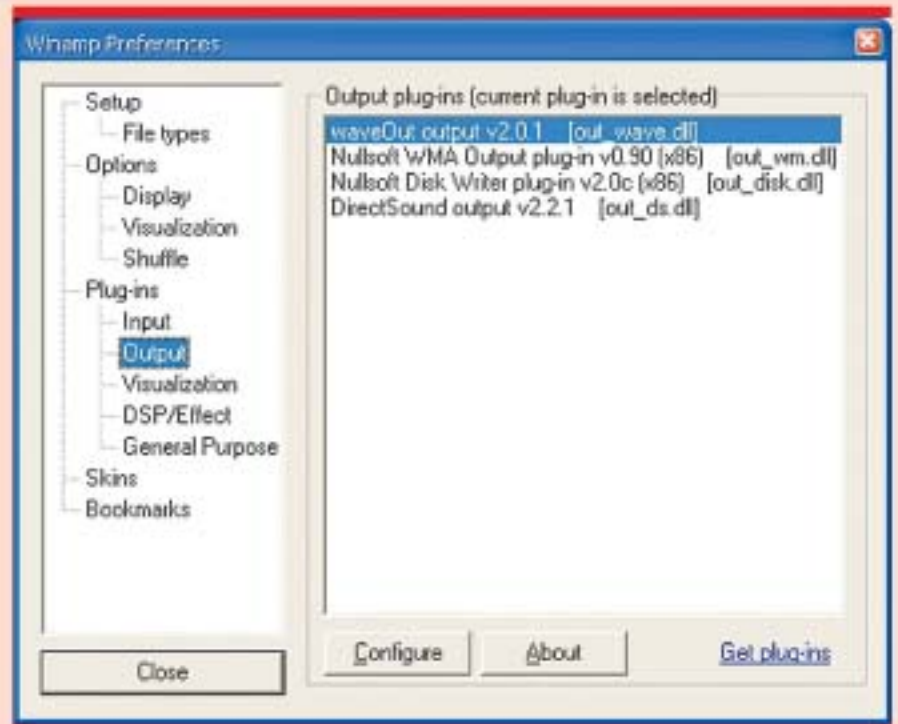 Winamp Preferences
Setup
File types
Options
Display
Visualization
Shuffle
Plug-ins
Input
Output
Visualization
DSP/Effect
General Purpose
Skins
Bookmarks
Close
Output plug-ins (current plug-in is selected)
waveOut output v2.0.1 [out_wave.dll]
Nullsoft WMA Output plug-in v0.90 (x86) [out_wm.dll]
Nullsoft Disk Writer plug-in v2.0c (x86) [out_disk.dll]
DirectSound output v2.2.1 [out_ds.dll]
Configure
About
Get plug-ins